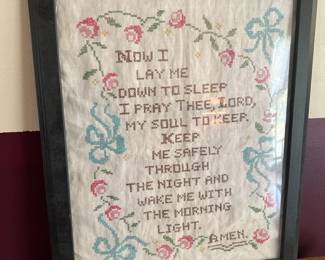 Now I
LAY ME
DOWN TO SLEEP
I PRAY THEE, LORD,
MY SOUL TO KEEP.
KEEP
ME SAFELY
THROUGH
THE NIGHT AND
WAKE ME WITH
THE MORNING
LIGHT.
AMEN.